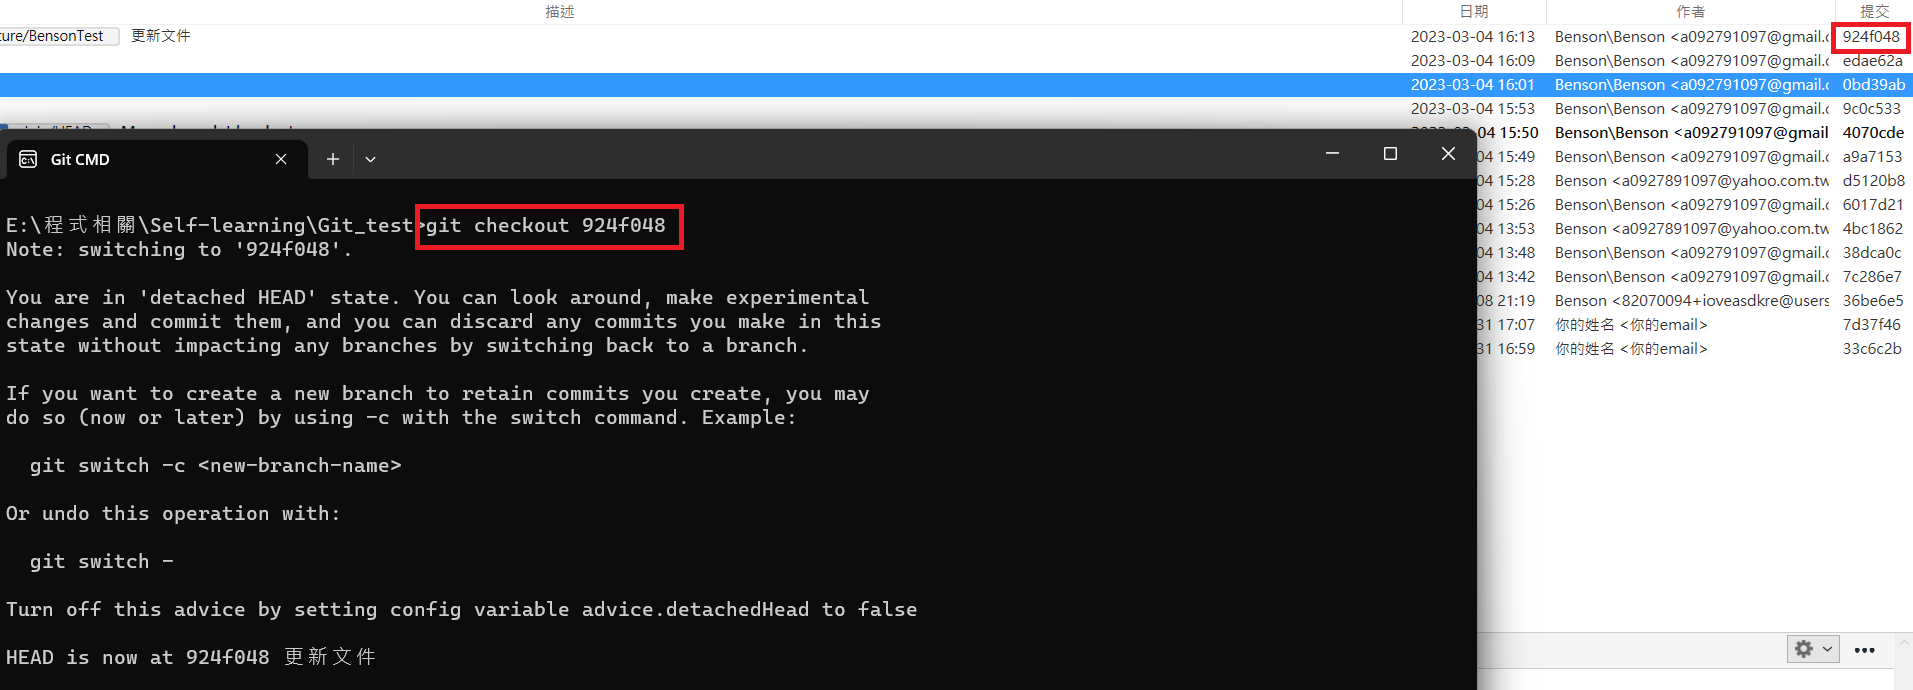 描述 日期 作者 提交
ture/BensonTest 更新文件 2023-03-04 16:13 Benson\Benson <a092791097@gmail.c 924f048
2023-03-04 16:09 Benson\Benson <a092791097@gmail.c edae62a
2023-03-04 16:01 Benson\Benson <a092791097@gmail.c 0bd39ab
2023-03-04 15:53 Benson\Benson <a092791097@gmail.c 9c0c533
04 15:50 Benson\Benson <a092791097@gmail 4070cde
04 15:49 Benson\Benson <a092791097@gmail.c a9a7153
04 15:28 Benson <a0927891097@yahoo.com.tw d5120b8
04 15:26 Benson\Benson <a092791097@gmail.c 6017d21
04 13:53 Benson <a0927891097@yahoo.com.tw 4bc1862
04 13:48 Benson\Benson <a092791097@gmail.c 38dca0c
04 13:42 Benson\Benson <a092791097@gmail.c 7c286e7
08 21:19 Benson <82070094+ioveasdkre@users 36be6e5
31 17:07 你的姓名 <你的email> 7d37f46
31 16:59 你的姓名 <你的email> 33c6c2b
Git CMD
E:\程式相關\Self-learning\Git_test>git checkout 924f048
Note: switching to '924f048'.
You are in 'detached HEAD' state. You can look around, make experimental
changes and commit them, and you can discard any commits you make in this
state without impacting any branches by switching back to a branch.
If you want to create a new branch to retain commits you create, you may
do so (now or later) by using -c with the switch command. Example:
git switch -c <new-branch-name>
Or undo this operation with:
git switch -
Turn off this advice by setting config variable advice.detachedHead to false
HEAD is now at 924f048 更新文件